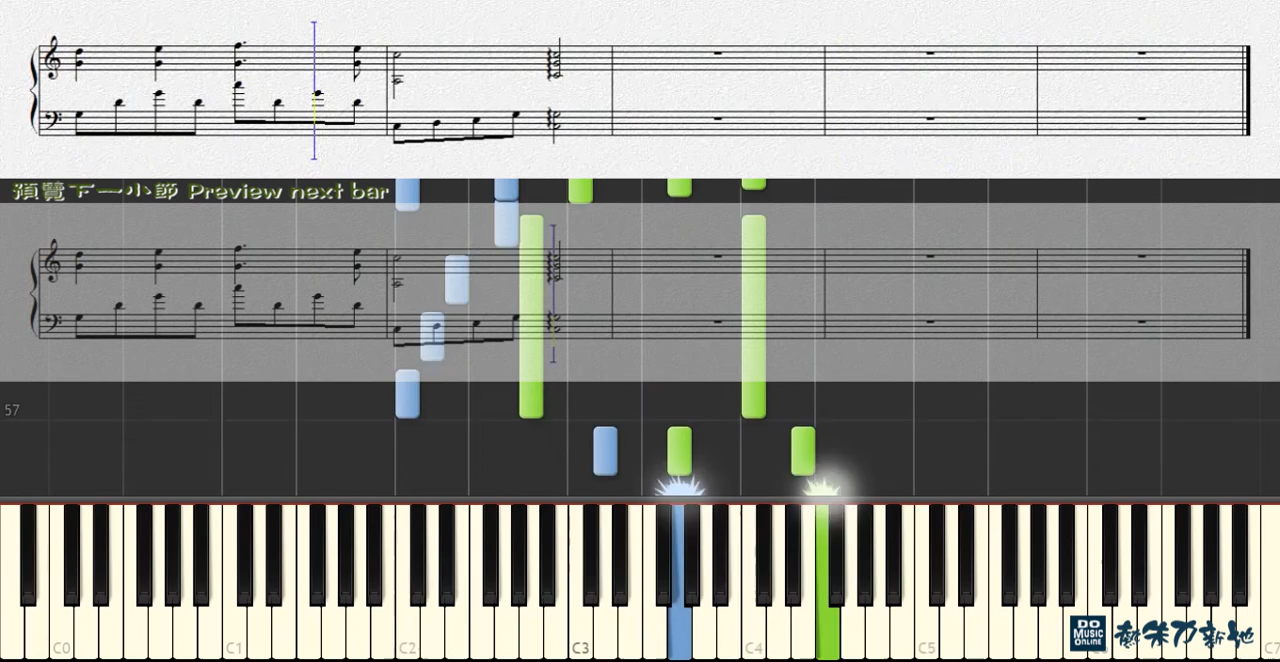 預覽下一小節 Preview next bar
57
C0 C1 C2 C3 C4 C5 C7
DO
MUSIC
ONLINE